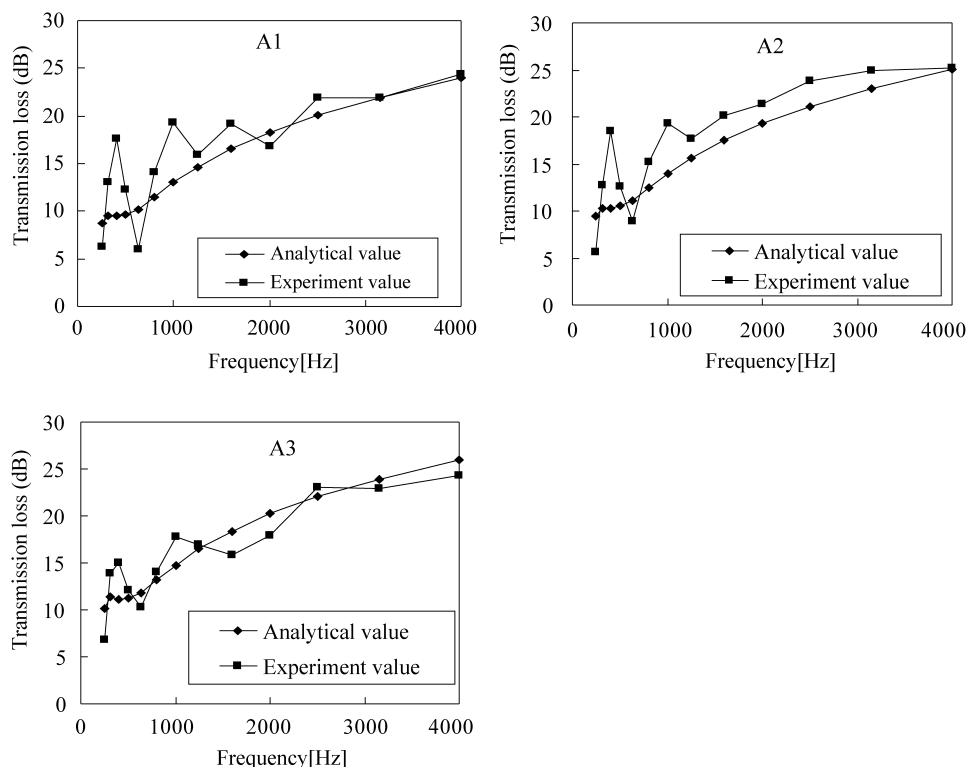 A1
Transmission loss (dB)
30
25
20
15
10
5
0
Analytical value
Experiment value
0 1000 2000 3000 4000
Frequency[Hz]
A2
Transmission loss (dB)
30
25
20
15
10
5
0
Analytical value
Experiment value
0 1000 2000 3000 4000
Frequency[Hz]
A3
Transmission loss (dB)
30
25
20
15
10
5
0
Analytical value
Experiment value
0 1000 2000 3000 4000
Frequency[Hz]